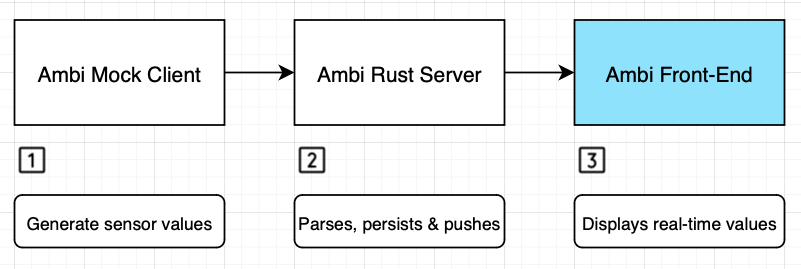 Ambi Mock Client
Ambi Rust Server
Ambi Front-End
1
2
3
Generate sensor values
Parses, persists & pushes
Displays real-time values